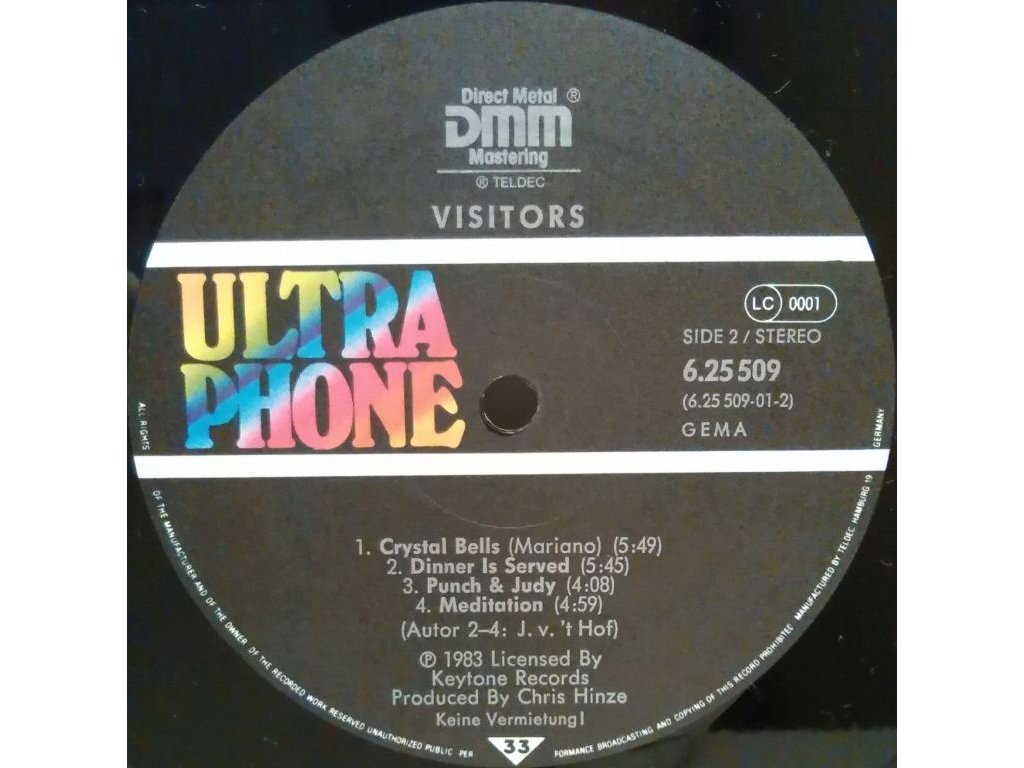 Direct Metal ®
DMM
Mastering
® TELDEC
VISITORS
ULTRA
PHONE
LC 0001
SIDE 2 / STEREO
6.25 509
(6.25 509-01-2)
GEMA
1. Crystal Bells (Mariano) (5:49)
2. Dinner Is Served (5:45)
3. Punch & Judy (4:08)
4. Meditation (4:59)
(Autor 2–4: J. v. 't Hof)
℗ 1983 Licensed By
Keytone Records
Produced By Chris Hinze
Keine Vermietung!
33
ALL RIGHTS OF THE MANUFACTURER AND OF THE OWNER OF THE RECORDED WORK RESERVED UNAUTHORIZED PUBLIC PER FORMANCE BROADCASTING AND COPYING OF THIS RECORD PROHIBITED MANUFACTURED BY TELDEC HAMBURG 19 GERMANY